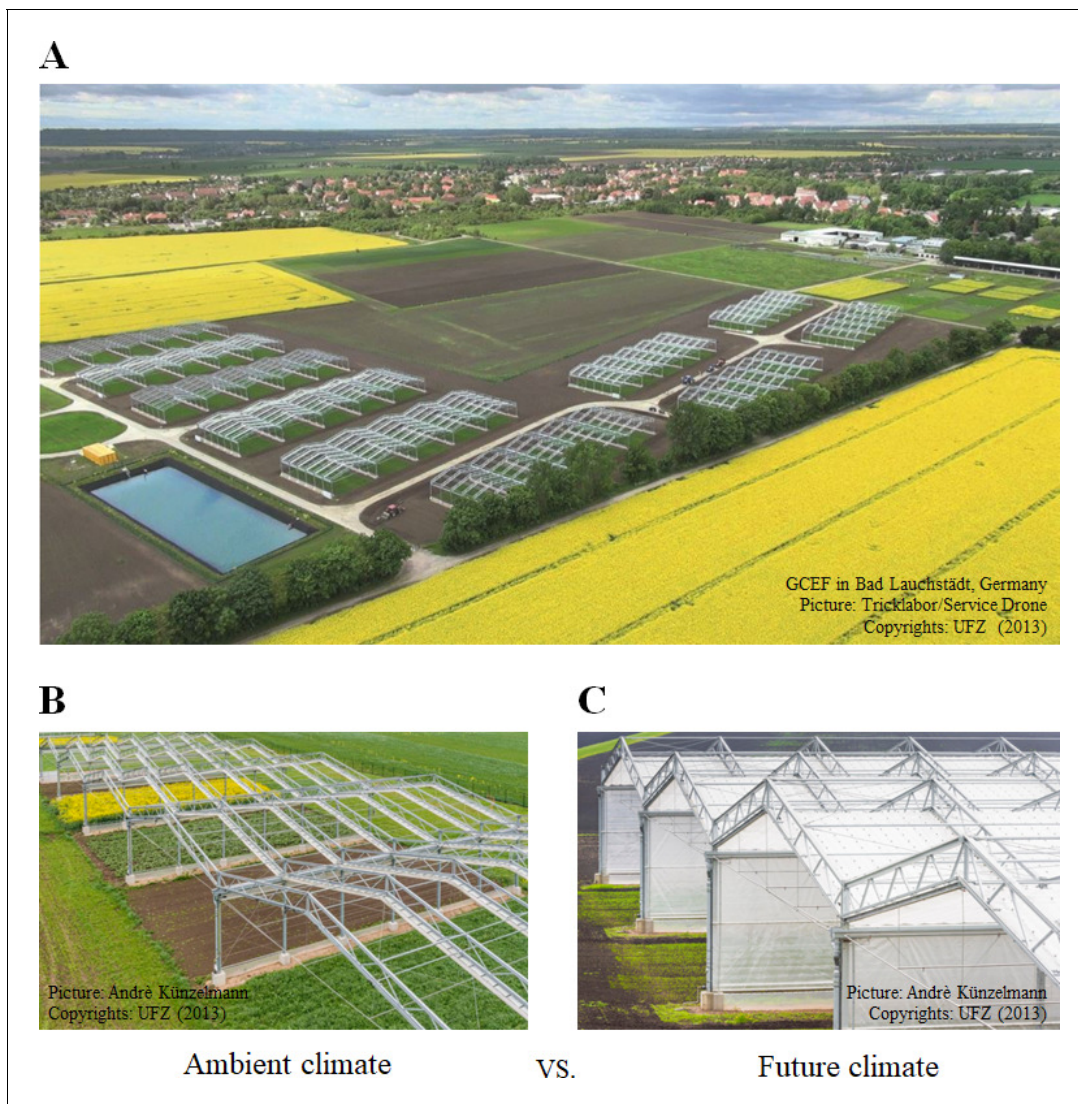 A
GCEF in Bad Lauchstädt, Germany
Picture: Tricklabor/Service Drone
Copyrights: UFZ (2013)
B
C
Picture: Andrè Künzelmann
Copyrights: UFZ (2013)
Picture: Andrè Künzelmann
Copyrights: UFZ (2013)
Ambient climate
VS.
Future climate